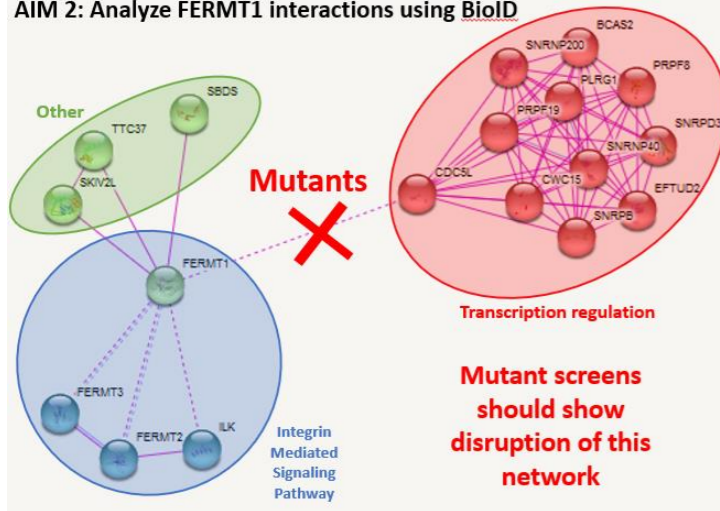 AIM 2: Analyze FERMT1 interactions using BioID
BCAS2
SNRNP200
PRPF8
PLRG1
SBDS
Other
PRPF19
SNRPD3
TTC37
SNRNP40
SKIV2L
Mutants
CDC5L
CWC15
EFTUD2
SNRPB
FERMT1
Transcription regulation
Mutant screens
should show
disruption of this
network
FERMT3
FERMT2
ILK
Integrin
Mediated
Signaling
Pathway